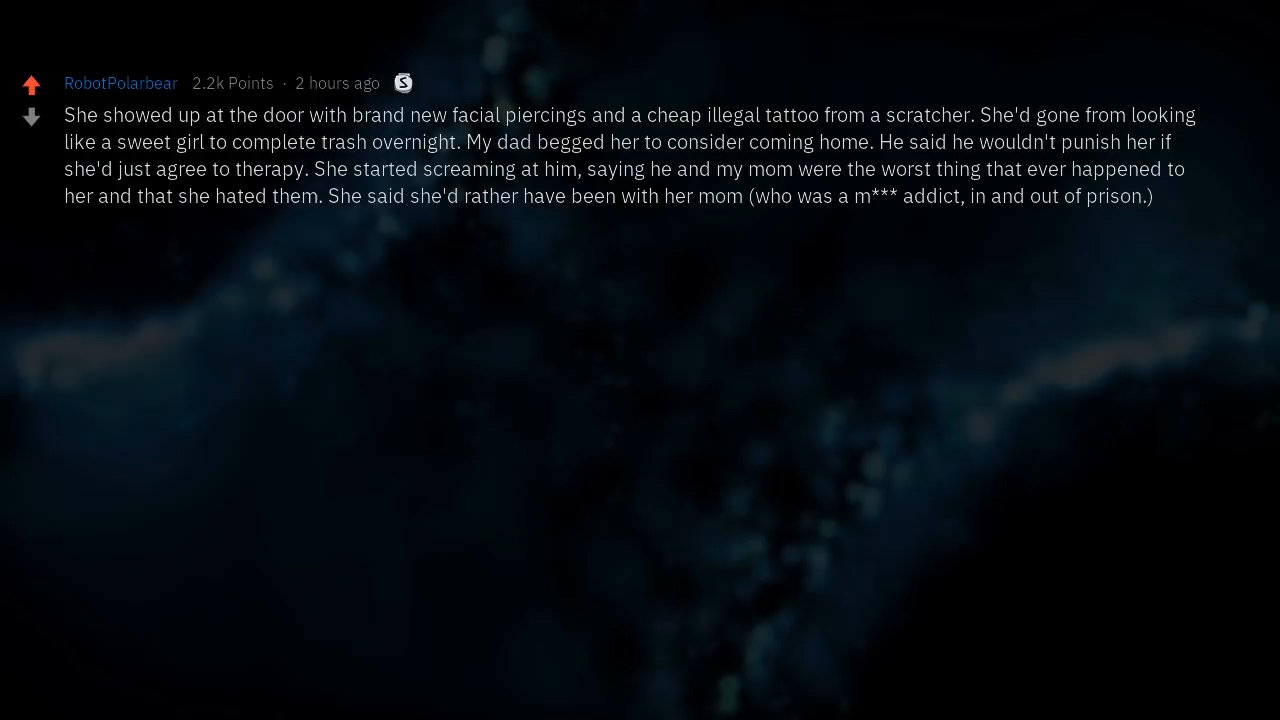 RobotPolarbear 2.2k Points · 2 hours ago S
She showed up at the door with brand new facial piercings and a cheap illegal tattoo from a scratcher. She'd gone from looking
like a sweet girl to complete trash overnight. My dad begged her to consider coming home. He said he wouldn't punish her if
she'd just agree to therapy. She started screaming at him, saying he and my mom were the worst thing that ever happened to
her and that she hated them. She said she'd rather have been with her mom (who was a m*** addict, in and out of prison.)